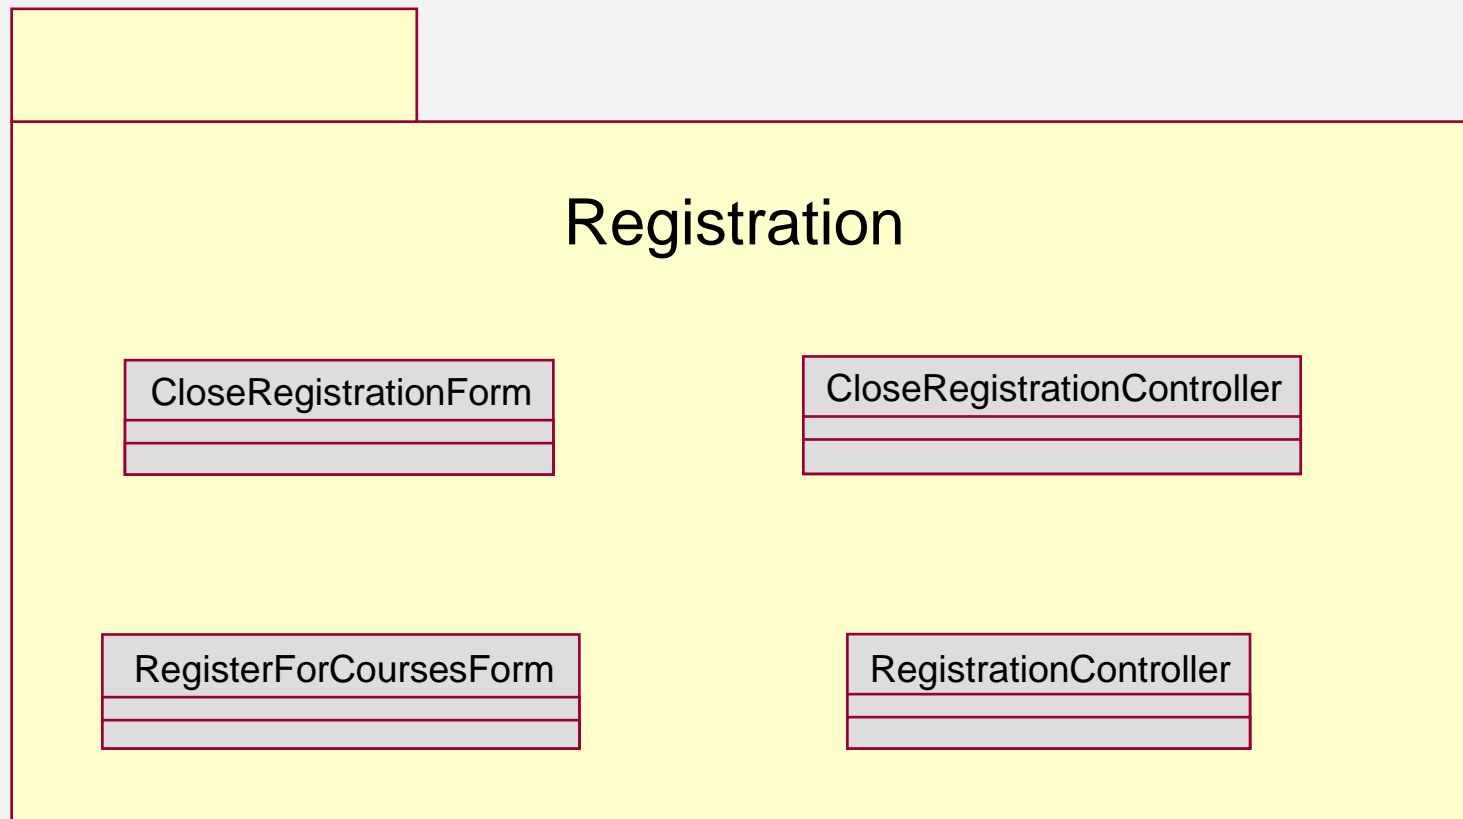 Registration
CloseRegistrationForm
CloseRegistrationController
RegisterForCoursesForm
RegistrationController